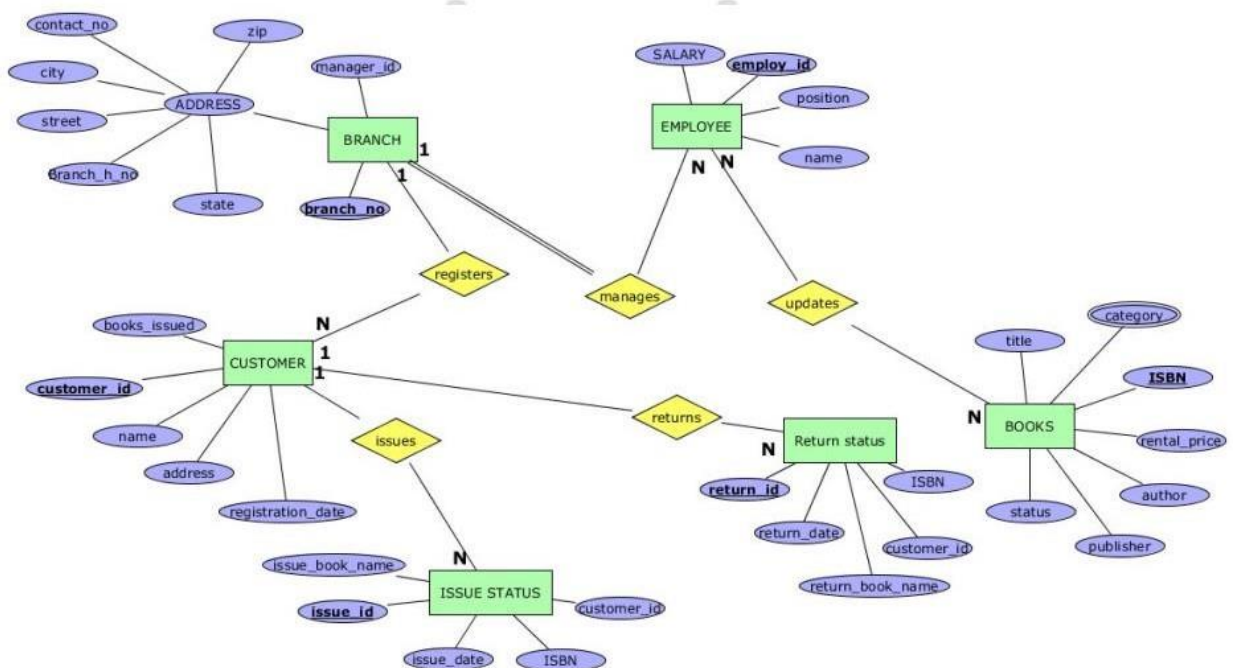 contact_no
zip
city
ADDRESS
street
Branch_h_no
state
manager_id
BRANCH
1
1
branch_no
SALARY
employ_id
position
EMPLOYEE
name
N
N
registers
manages
updates
books_issued
N
CUSTOMER
1
1
customer_id
name
address
registration_date
issues
returns
category
title
ISBN
N
BOOKS
rental_price
author
status
publisher
Return status
N
return_id
ISBN
return_date
customer_id
return_book_name
N
issue_book_name
ISSUE STATUS
issue_id
customer_id
issue_date
ISBN